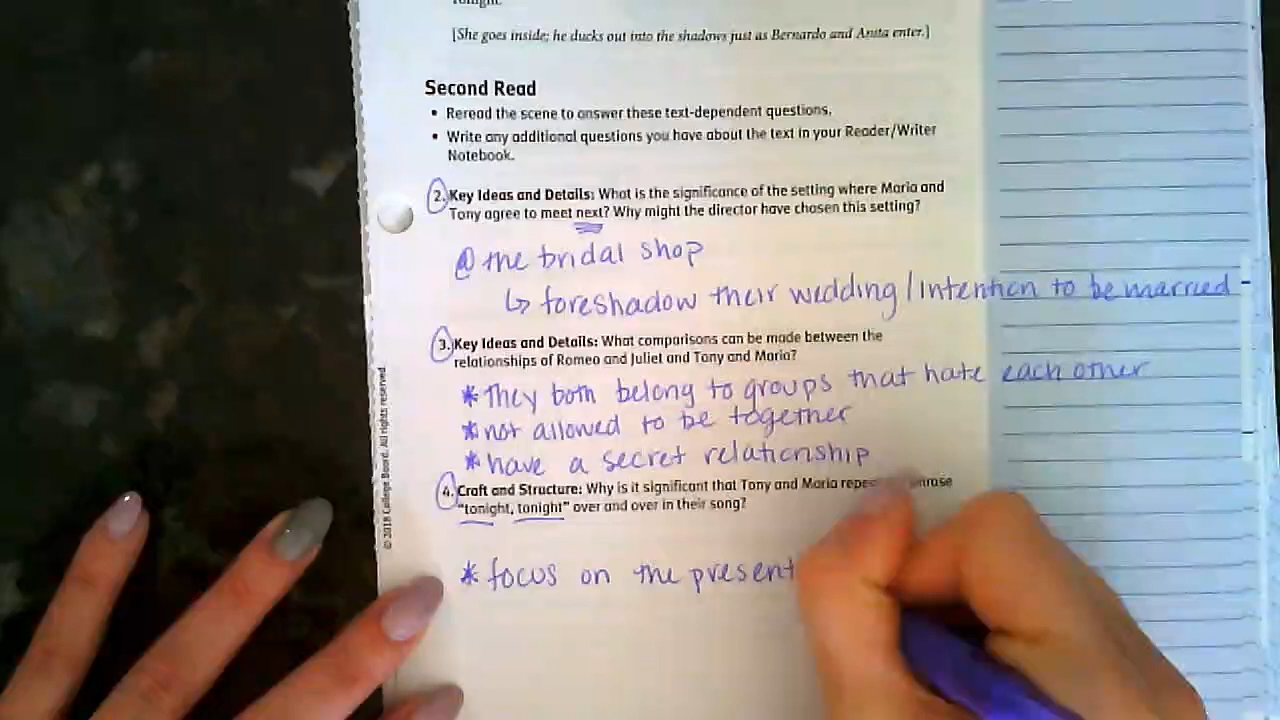 [She goes inside; he ducks out into the shadows just as Bernardo and Anita enter.]
Second Read
• Reread the scene to answer these text-dependent questions.
• Write any additional questions you have about the text in your Reader/Writer
Notebook.
2. Key Ideas and Details: What is the significance of the setting where Maria and
Tony agree to meet next? Why might the director have chosen this setting?
@ the bridal shop
↳ foreshadow their wedding/intention to be married -
3. Key Ideas and Details: What comparisons can be made between the
relationships of Romeo and Juliet and Tony and Maria?
* They both belong to groups that hate each other
* not allowed to be together
* have a secret relationship
4. Craft and Structure: Why is it significant that Tony and Maria
"tonight, tonight" over and over in their song?
* focus on the present
© 2018 College Board. All rights reserved.